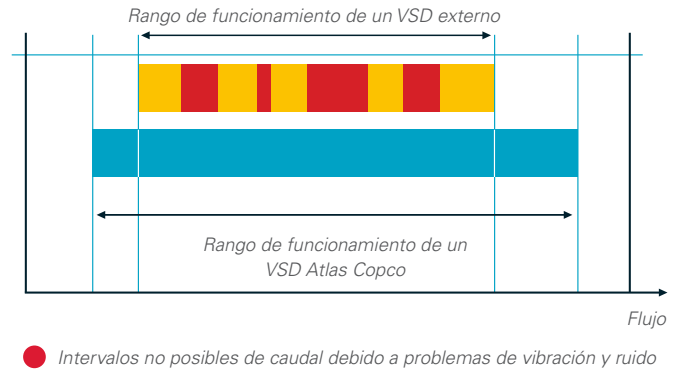 Rango de funcionamiento de un VSD externo
Rango de funcionamiento de un
VSD Atlas Copco
Flujo
Intervalos no posibles de caudal debido a problemas de vibración y ruido